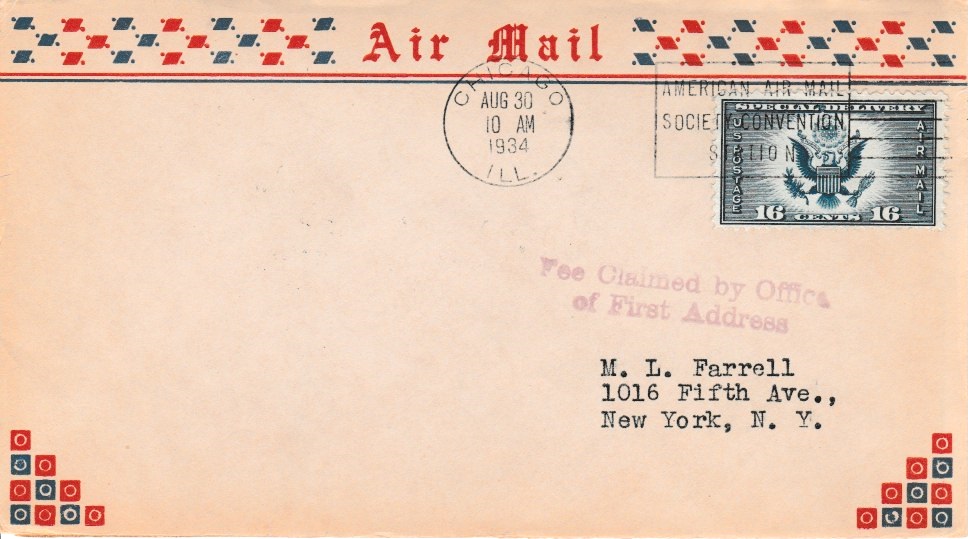 Air Mail
CHICAGO
AUG 30
10 AM
1934
ILL.
AMERICAN AIR MAIL
SOCIETY CONVENTION
STATION
SPECIAL DELIVERY
U S POSTAGE
AIR MAIL
16 CENTS 16
Fee Claimed by Office
of First Address
M. L. Farrell
1016 Fifth Ave.,
New York, N. Y.